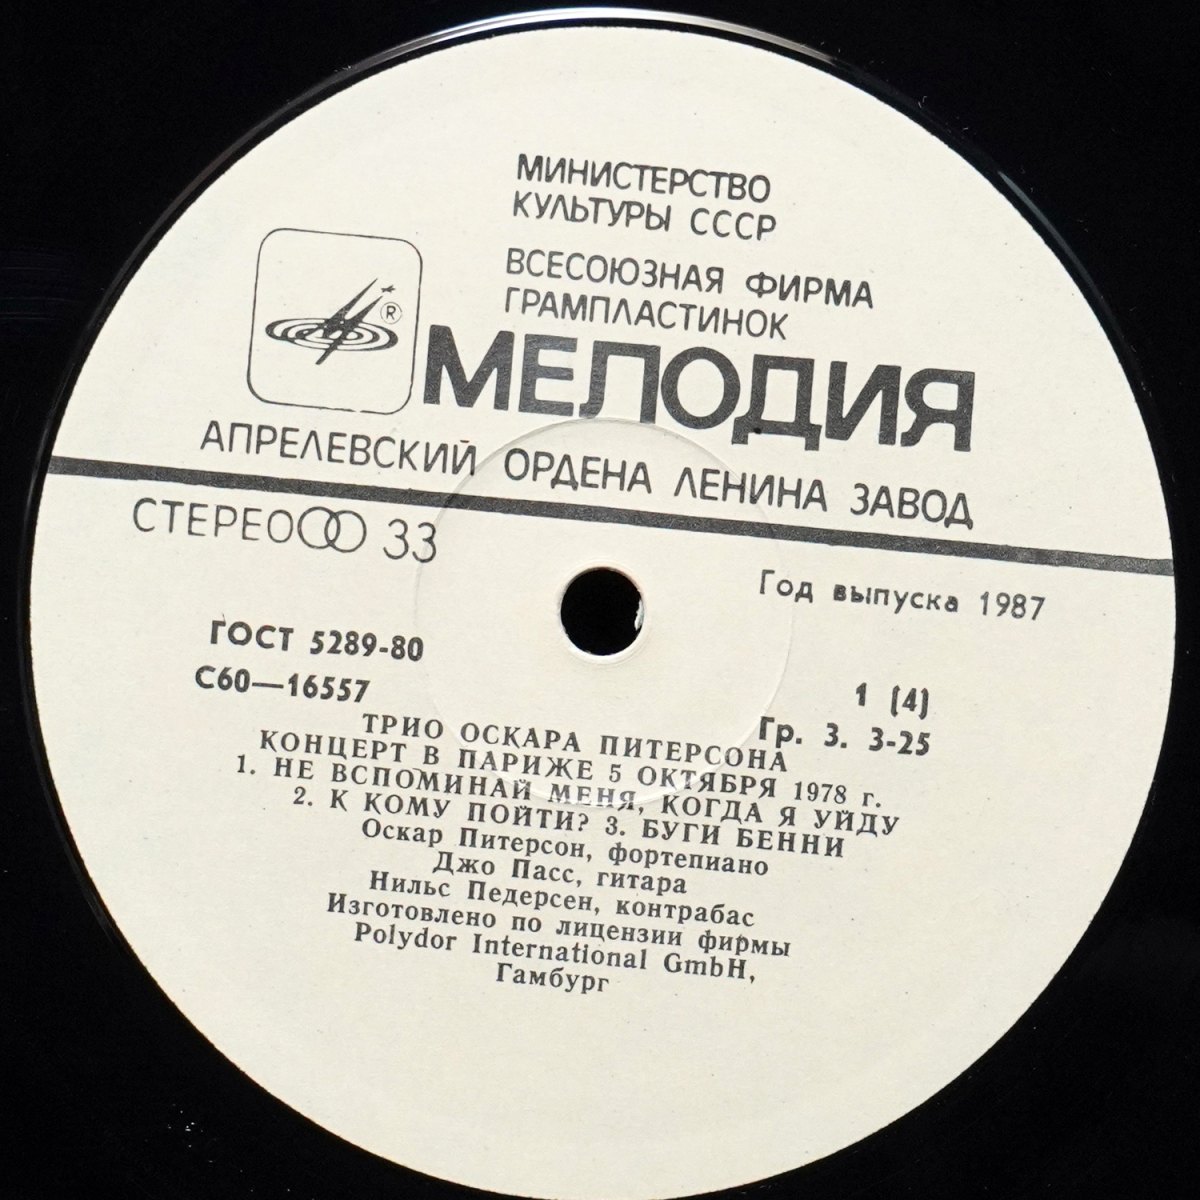 МИНИСТЕРСТВО
КУЛЬТУРЫ СССР
ВСЕСОЮЗНАЯ ФИРМА
ГРАМПЛАСТИНОК
®
МЕЛОДИЯ
АПРЕЛЕВСКИЙ ОРДЕНА ЛЕНИНА ЗАВОД
СТЕРЕО 33
Год выпуска 1987
ГОСТ 5289-80
С60—16557
1 (4)
Гр. 3. 3-25
ТРИО ОСКАРА ПИТЕРСОНА
КОНЦЕРТ В ПАРИЖЕ 5 ОКТЯБРЯ 1978 г.
1. НЕ ВСПОМИНАЙ МЕНЯ, КОГДА Я УЙДУ
2. К КОМУ ПОЙТИ? 3. БУГИ БЕННИ
Оскар Питерсон, фортепиано
Джо Пасс, гитара
Нильс Педерсен, контрабас
Изготовлено по лицензии фирмы
Polydor International GmbH,
Гамбург